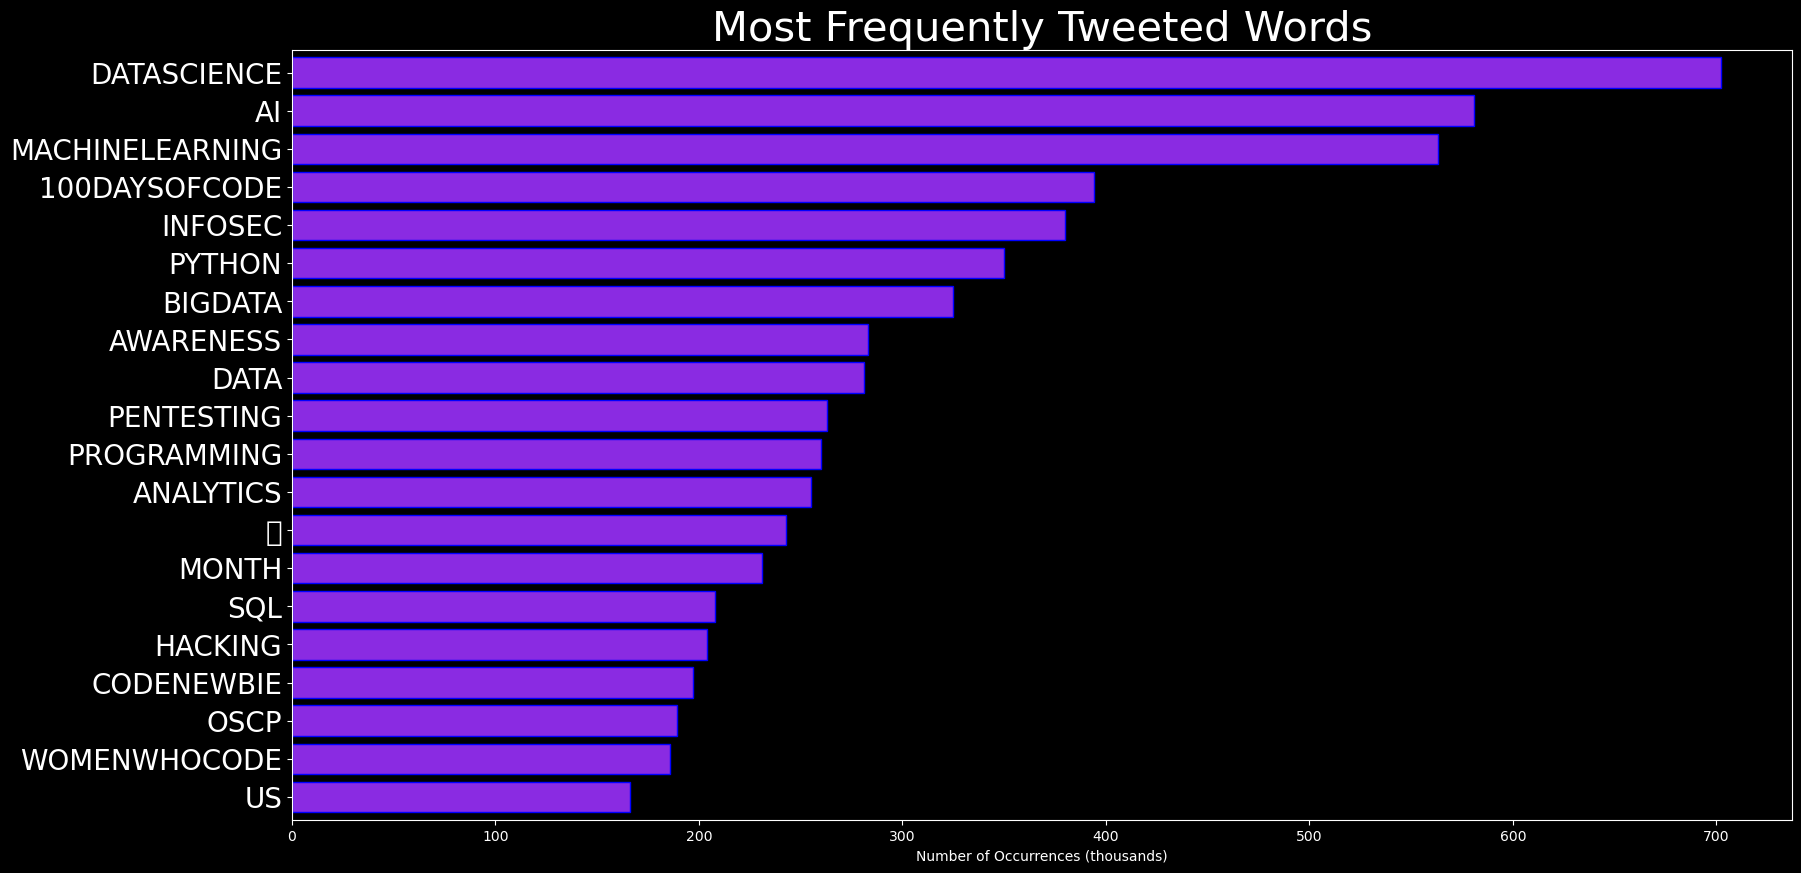 Most Frequently Tweeted Words
DATASCIENCE
AI
MACHINELEARNING
100DAYSOFCODE
INFOSEC
PYTHON
BIGDATA
AWARENESS
DATA
PENTESTING
PROGRAMMING
ANALYTICS
MONTH
SQL
HACKING
CODENEWBIE
OSCP
WOMENWHOCODE
US
0 100 200 300 400 500 600 700
Number of Occurrences (thousands)